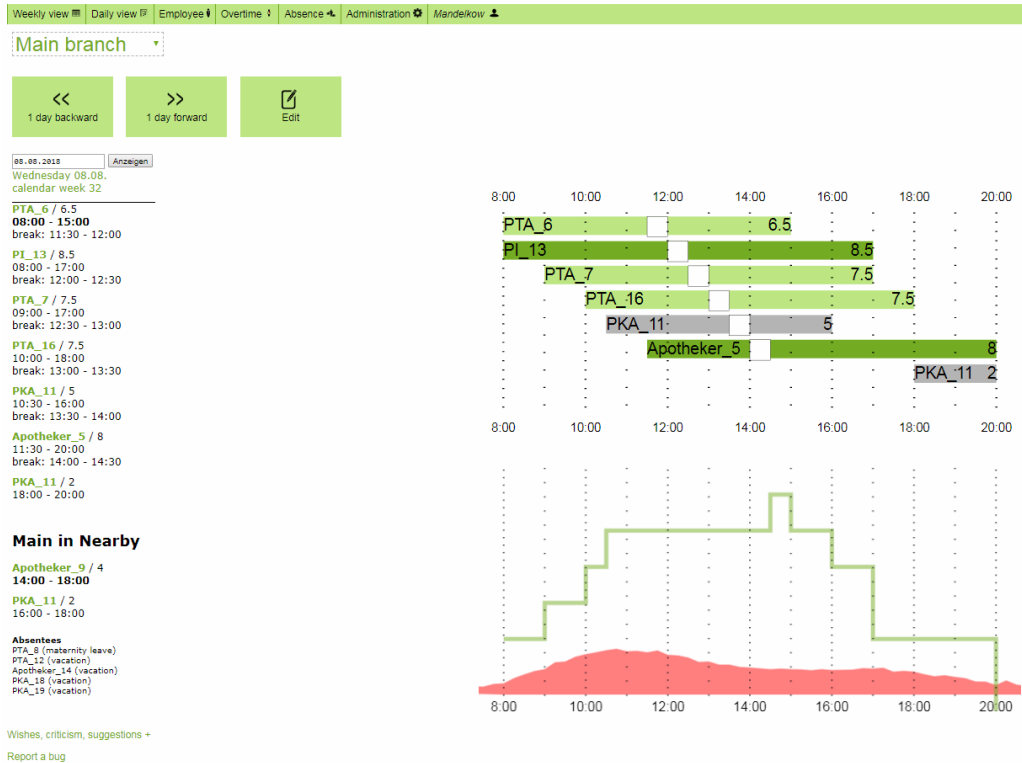 Weekly view Daily view Employee Overtime Absence Administration Mandelkow
Main branch
<<
1 day backward
>>
1 day forward
Edit
08.08.2018 Anzeigen
Wednesday 08.08.
calendar week 32
PTA_6 / 6.5
08:00 - 15:00
break: 11:30 - 12:00
PI_13 / 8.5
08:00 - 17:00
break: 12:00 - 12:30
PTA_7 / 7.5
09:00 - 17:00
break: 12:30 - 13:00
PTA_16 / 7.5
10:00 - 18:00
break: 13:00 - 13:30
PKA_11 / 5
10:30 - 16:00
break: 13:30 - 14:00
Apotheker_5 / 8
11:30 - 20:00
break: 14:00 - 14:30
PKA_11 / 2
18:00 - 20:00
Main in Nearby
Apotheker_9 / 4
14:00 - 18:00
PKA_11 / 2
16:00 - 18:00
Absentees
PTA_8 (maternity leave)
PTA_12 (vacation)
Apotheker_14 (vacation)
PKA_18 (vacation)
PKA_19 (vacation)
Wishes, criticism, suggestions +
Report a bug
8:00 10:00 12:00 14:00 16:00 18:00 20:00
PTA_6 6.5
PI_13 8.5
PTA_7 7.5
PTA_16 7.5
PKA_11 5
Apotheker_5 8
PKA_11 2
8:00 10:00 12:00 14:00 16:00 18:00 20:00
8:00 10:00 12:00 14:00 16:00 18:00 20:00